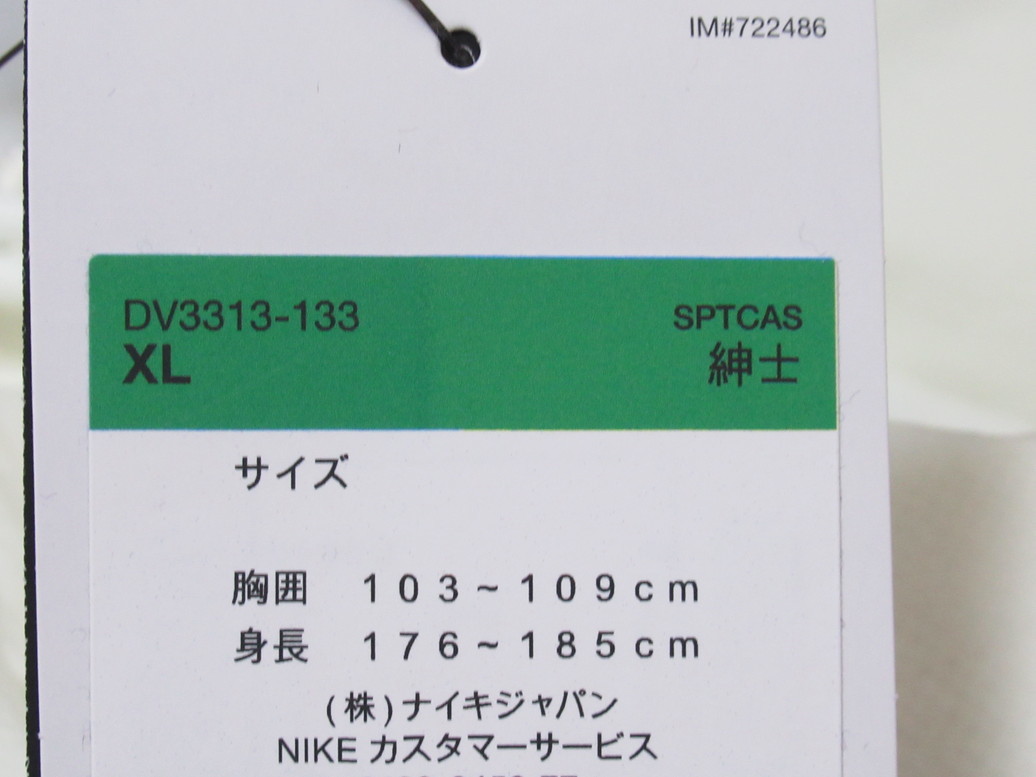 IM#722486
DV3313-133 SPTCAS
XL 紳士
サイズ
胸囲 103~109cm
身長 176~185cm
(株)ナイキジャパン
NIKE カスタマーサービス